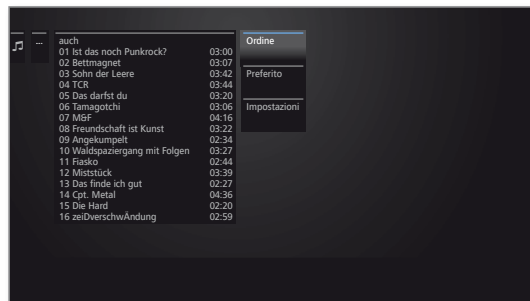 ...
auch
01 Ist das noch Punkrock? 03:00
02 Bettmagnet 03:07
03 Sohn der Leere 03:42
04 TCR 03:44
05 Das darfst du 03:20
06 Tamagotchi 03:06
07 M&F 04:16
08 Freundschaft ist Kunst 03:22
09 Angekumpelt 02:34
10 Waldspaziergang mit Folgen 03:27
11 Fiasko 02:44
12 Miststück 03:39
13 Das finde ich gut 02:27
14 Cpt. Metal 04:36
15 Die Hard 02:20
16 zeiDverschwÄndung 02:59
Ordine
Preferito
Impostazioni